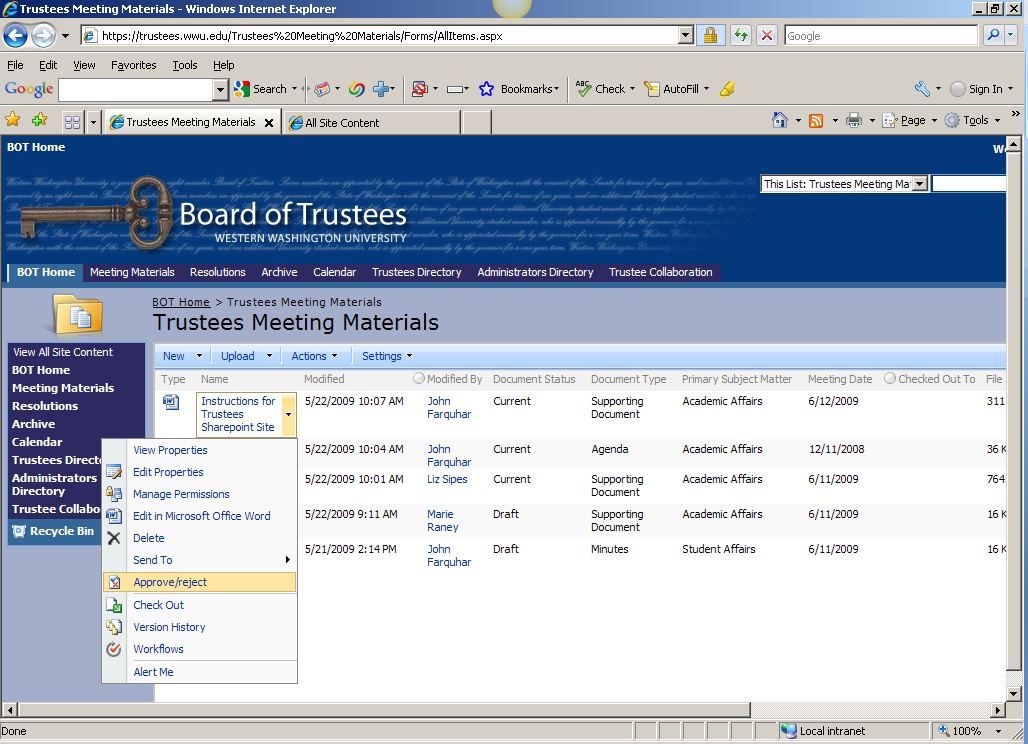 Trustees Meeting Materials - Windows Internet Explorer
https://trustees.wwu.edu/Trustees%20Meeting%20Materials/Forms/AllItems.aspx
Google
File Edit View Favorites Tools Help
Google Search Bookmarks Check AutoFill Sign In
Trustees Meeting Materials All Site Content Page Tools
BOT Home
This List: Trustees Meeting Ma
Board of Trustees
WESTERN WASHINGTON UNIVERSITY
BOT Home Meeting Materials Resolutions Archive Calendar Trustees Directory Administrators Directory Trustee Collaboration
BOT Home > Trustees Meeting Materials
Trustees Meeting Materials
View All Site Content
BOT Home
Meeting Materials
Resolutions
Archive
Calendar
Trustees Directo
Administrators
Directory
Trustee Collabo
Recycle Bin
New Upload Actions Settings
Type Name Modified Modified By Document Status Document Type Primary Subject Matter Meeting Date Checked Out To File
Instructions for 5/22/2009 10:07 AM John Current Supporting Academic Affairs 6/12/2009 311
Trustees Farquhar Document
Sharepoint Site
5/22/2009 10:04 AM John Current Agenda Academic Affairs 12/11/2008 36 K
Farquhar
5/22/2009 10:01 AM Liz Sipes Current Supporting Academic Affairs 6/11/2009 764
Document
5/22/2009 9:11 AM Marie Draft Supporting Academic Affairs 6/11/2009 16 K
Raney Document
5/21/2009 2:14 PM John Draft Minutes Student Affairs 6/11/2009 16 K
Farquhar
View Properties
Edit Properties
Manage Permissions
Edit in Microsoft Office Word
Delete
Send To
Approve/reject
Check Out
Version History
Workflows
Alert Me
Done Local intranet 100%